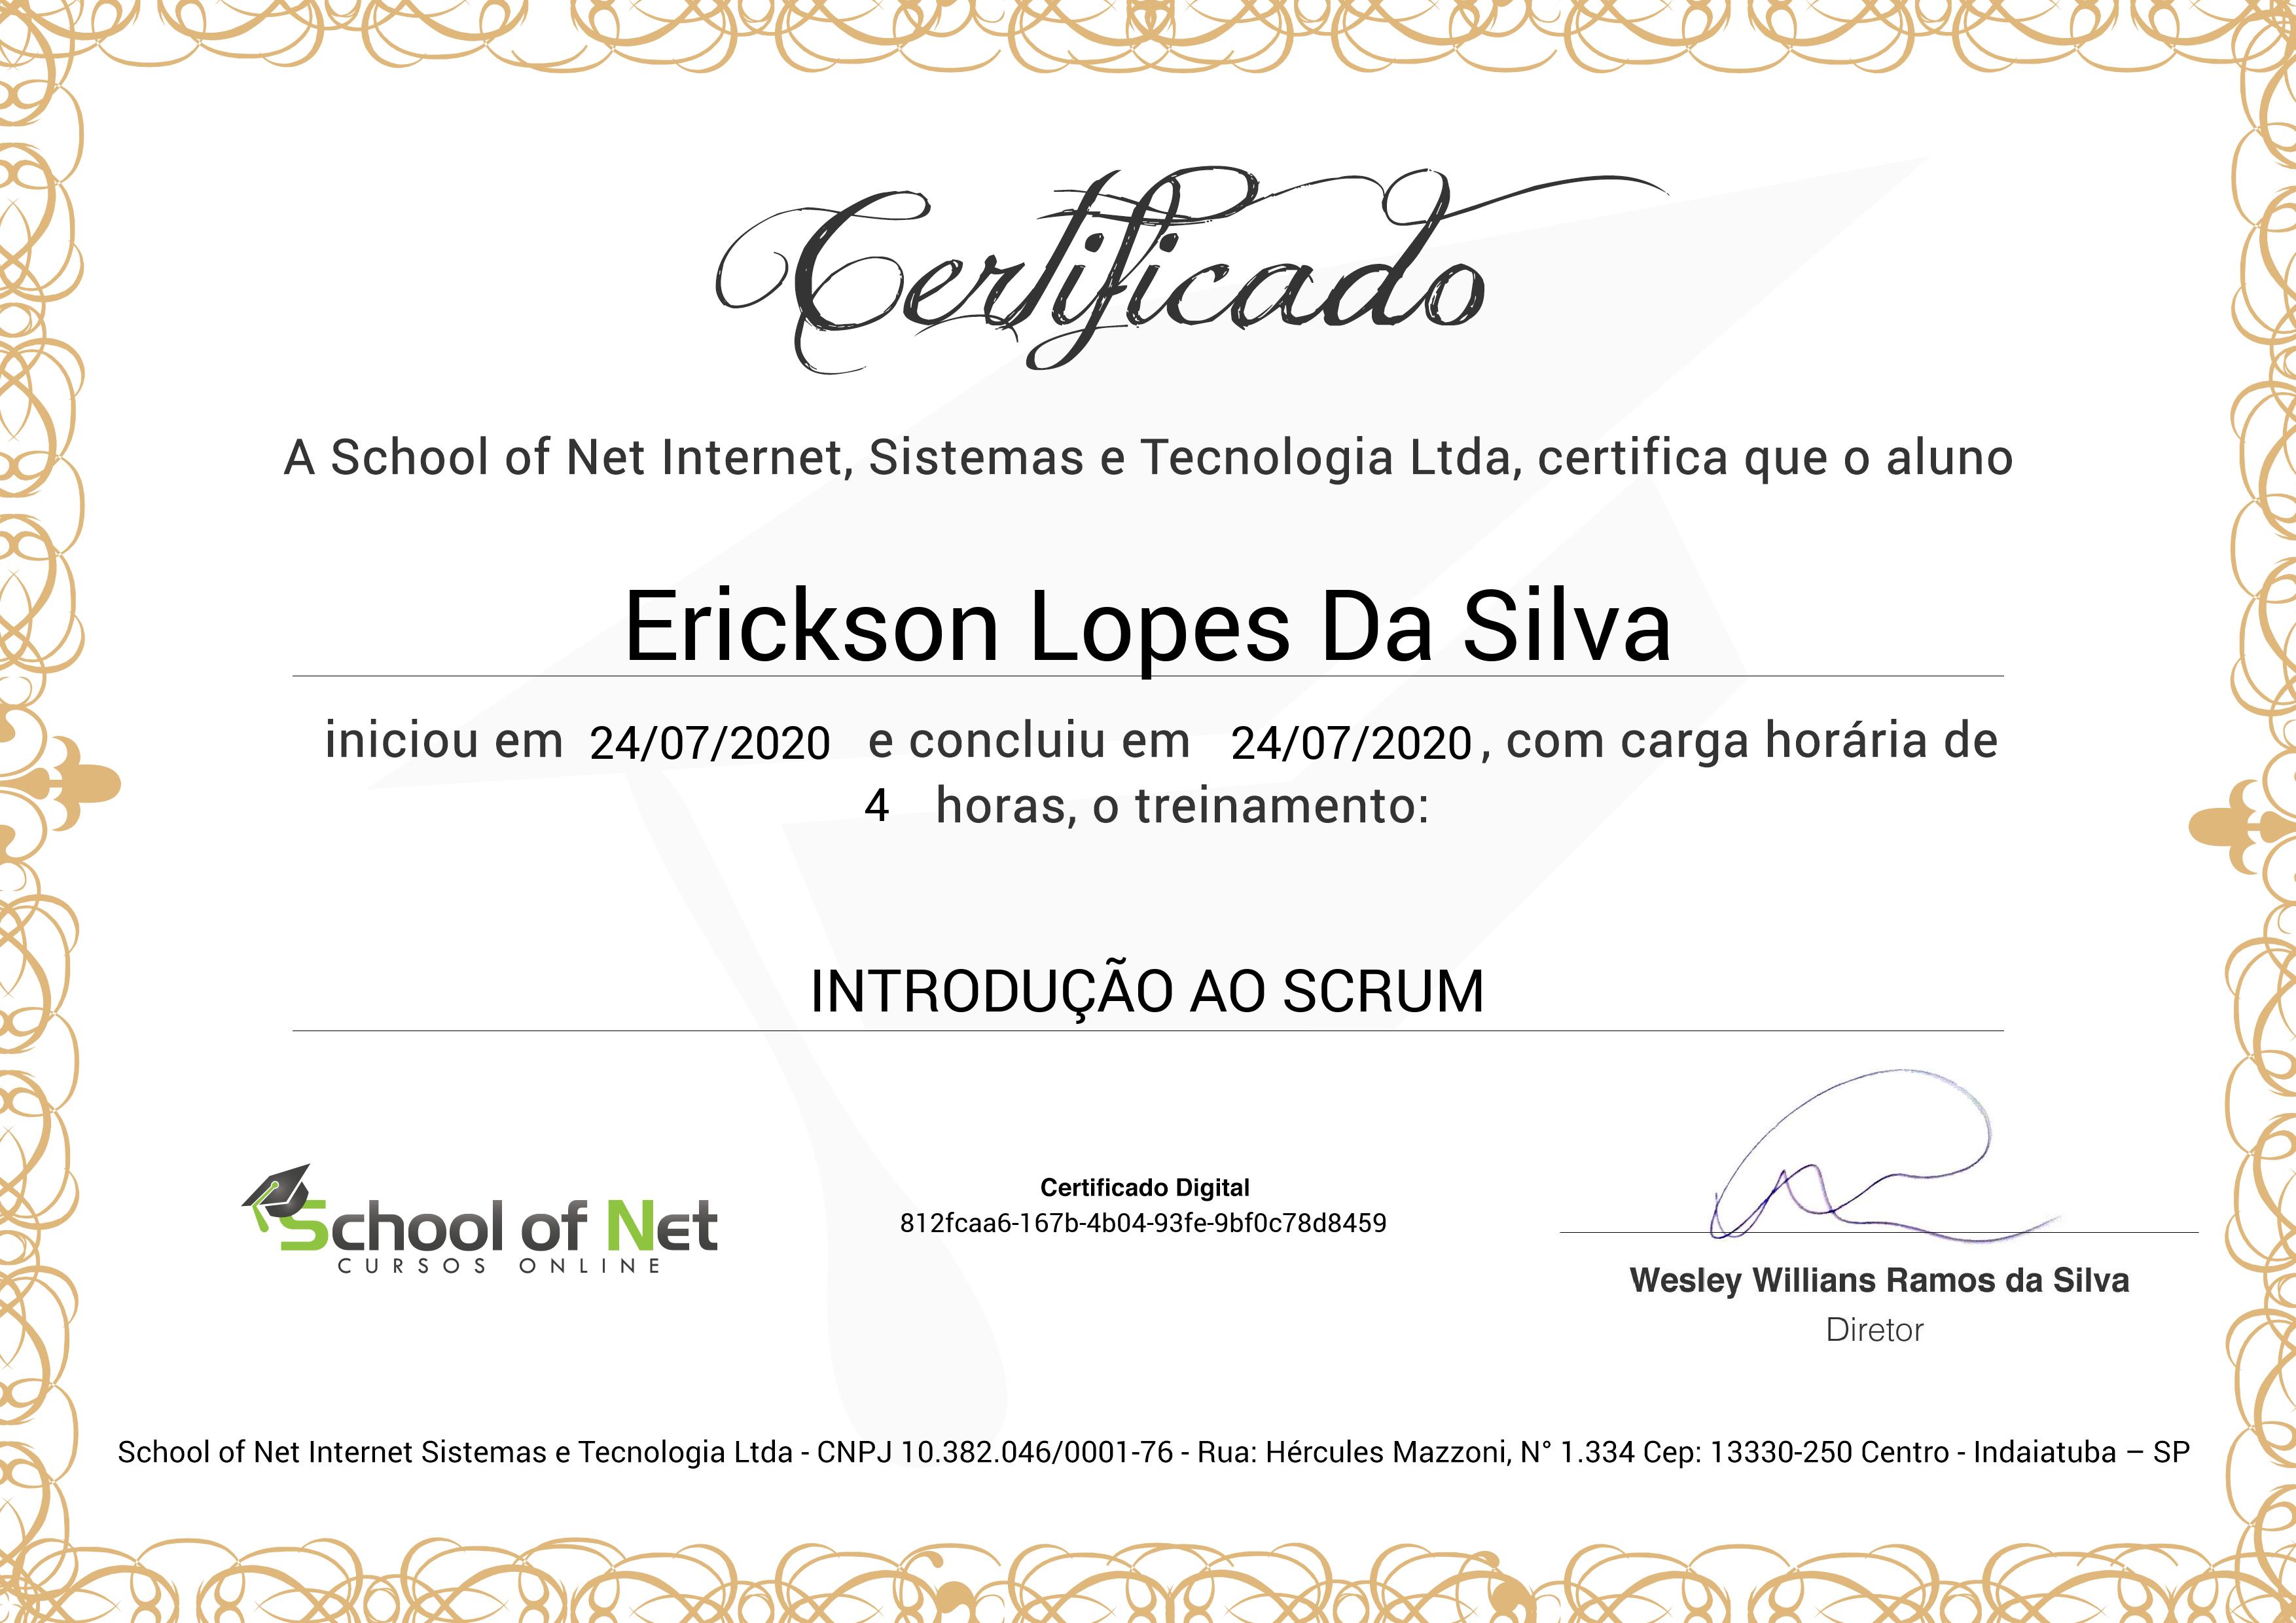 Certificado
A School of Net Internet, Sistemas e Tecnologia Ltda, certifica que o aluno
Erickson Lopes Da Silva
iniciou em 24/07/2020 e concluiu em 24/07/2020, com carga horária de
4 horas, o treinamento:
INTRODUÇÃO AO SCRUM
School of Net
CURSOS ONLINE
Certificado Digital
812fcaa6-167b-4b04-93fe-9bf0c78d8459
Wesley Willians Ramos da Silva
Diretor
School of Net Internet Sistemas e Tecnologia Ltda - CNPJ 10.382.046/0001-76 - Rua: Hércules Mazzoni, N° 1.334 Cep: 13330-250 Centro - Indaiatuba – SP